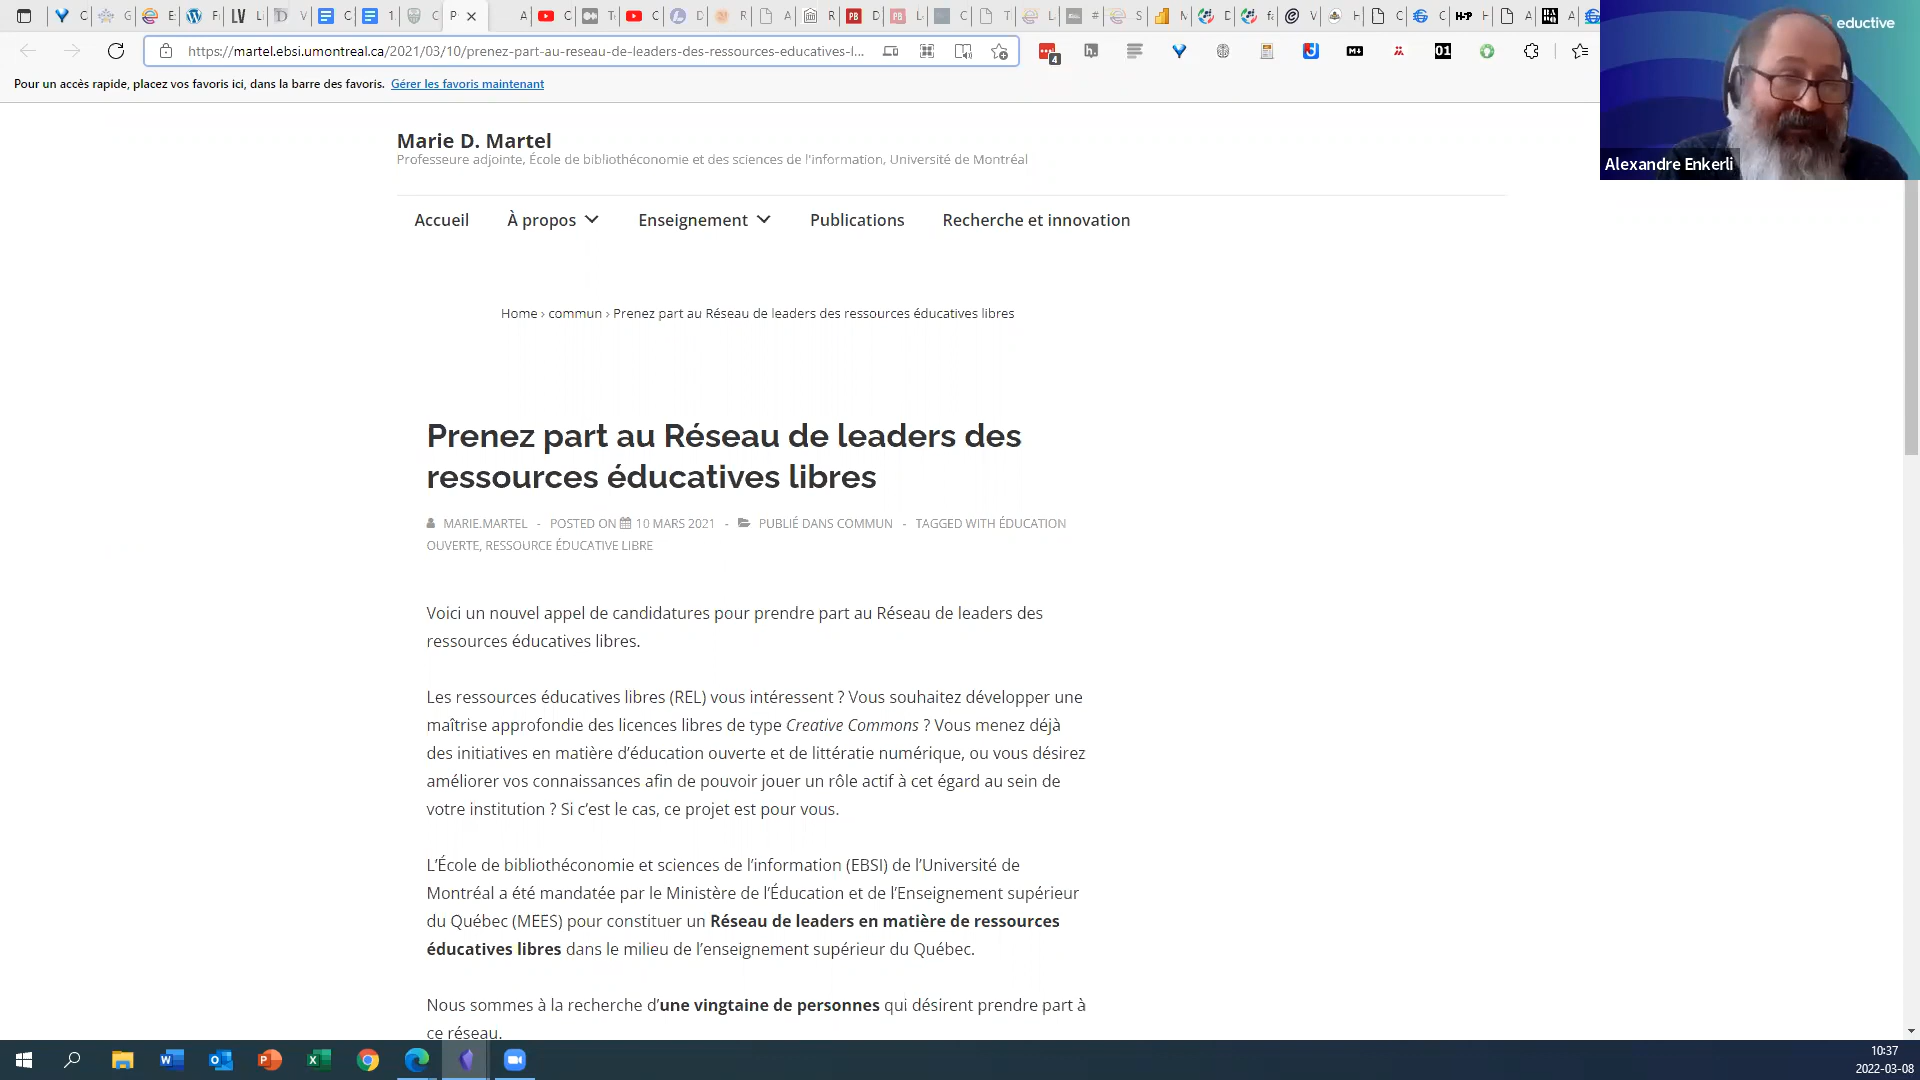 https://martel.ebsi.umontreal.ca/2021/03/10/prenez-part-au-reseau-de-leaders-des-ressources-educatives-l...
Pour un accès rapide, placez vos favoris ici, dans la barre des favoris. Gérer les favoris maintenant
eductive
Alexandre Enkerli
Marie D. Martel
Professeure adjointe, École de bibliothéconomie et des sciences de l'information, Université de Montréal
Accueil À propos Enseignement Publications Recherche et innovation
Home › commun › Prenez part au Réseau de leaders des ressources éducatives libres
Prenez part au Réseau de leaders des
ressources éducatives libres
MARIE.MARTEL - POSTED ON 10 MARS 2021 - PUBLIÉ DANS COMMUN - TAGGED WITH ÉDUCATION
OUVERTE, RESSOURCE ÉDUCATIVE LIBRE
Voici un nouvel appel de candidatures pour prendre part au Réseau de leaders des
ressources éducatives libres.
Les ressources éducatives libres (REL) vous intéressent ? Vous souhaitez développer une
maîtrise approfondie des licences libres de type Creative Commons ? Vous menez déjà
des initiatives en matière d’éducation ouverte et de littératie numérique, ou vous désirez
améliorer vos connaissances afin de pouvoir jouer un rôle actif à cet égard au sein de
votre institution ? Si c’est le cas, ce projet est pour vous.
L’École de bibliothéconomie et sciences de l’information (EBSI) de l’Université de
Montréal a été mandatée par le Ministère de l’Éducation et de l’Enseignement supérieur
du Québec (MEES) pour constituer un Réseau de leaders en matière de ressources
éducatives libres dans le milieu de l’enseignement supérieur du Québec.
Nous sommes à la recherche d’une vingtaine de personnes qui désirent prendre part à
ce réseau.
10:37
2022-03-08